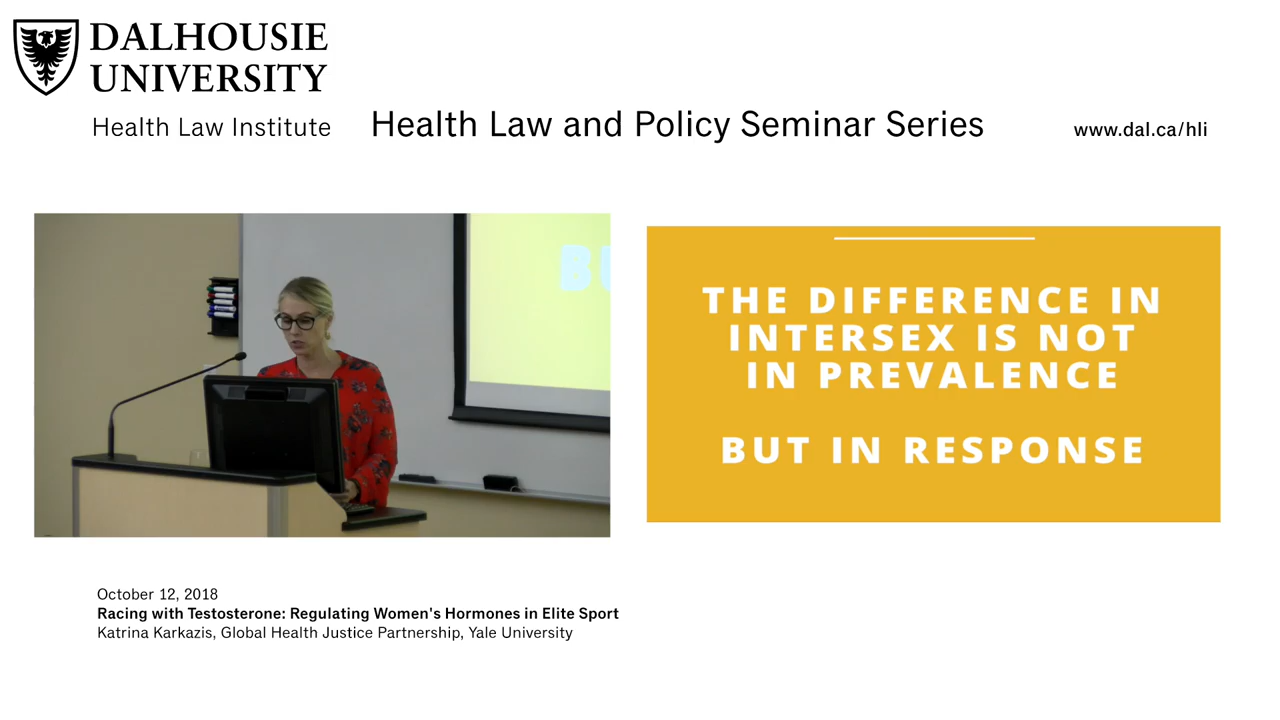 DALHOUSIE
UNIVERSITY
Health Law Institute
Health Law and Policy Seminar Series
www.dal.ca/hli
THE DIFFERENCE IN
INTERSEX IS NOT
IN PREVALENCE
BUT IN RESPONSE
October 12, 2018
Racing with Testosterone: Regulating Women's Hormones in Elite Sport
Katrina Karkazis, Global Health Justice Partnership, Yale University